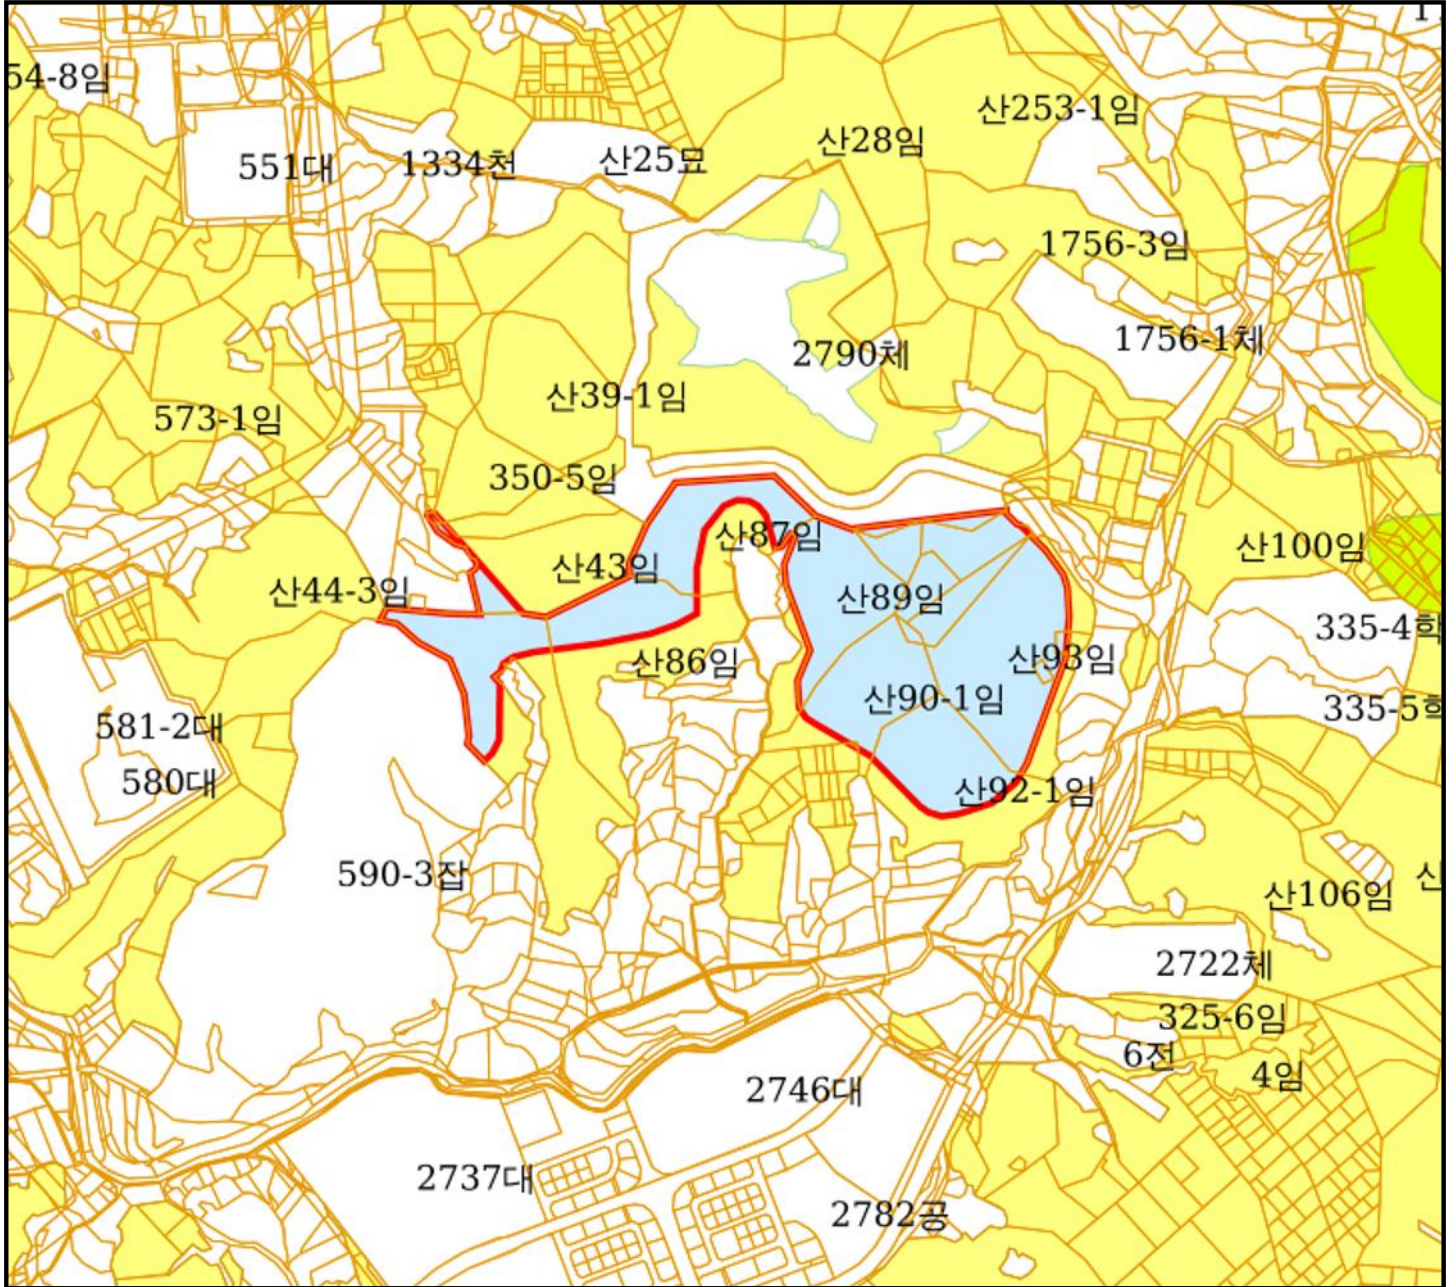 54-8임
산253-1임
산28임
551대
1334천
산25묘
1756-3임
1756-1체
2790체
산39-1임
573-1임
350-5임
산87임
산100임
산43임
산44-3임
산89임
335-4학
산86임
산93임
산90-1임
335-5학
581-2대
580대
산92-1임
590-3잡
산106임
산
2722체
325-6임
6전
4임
2746대
2737대
2782공